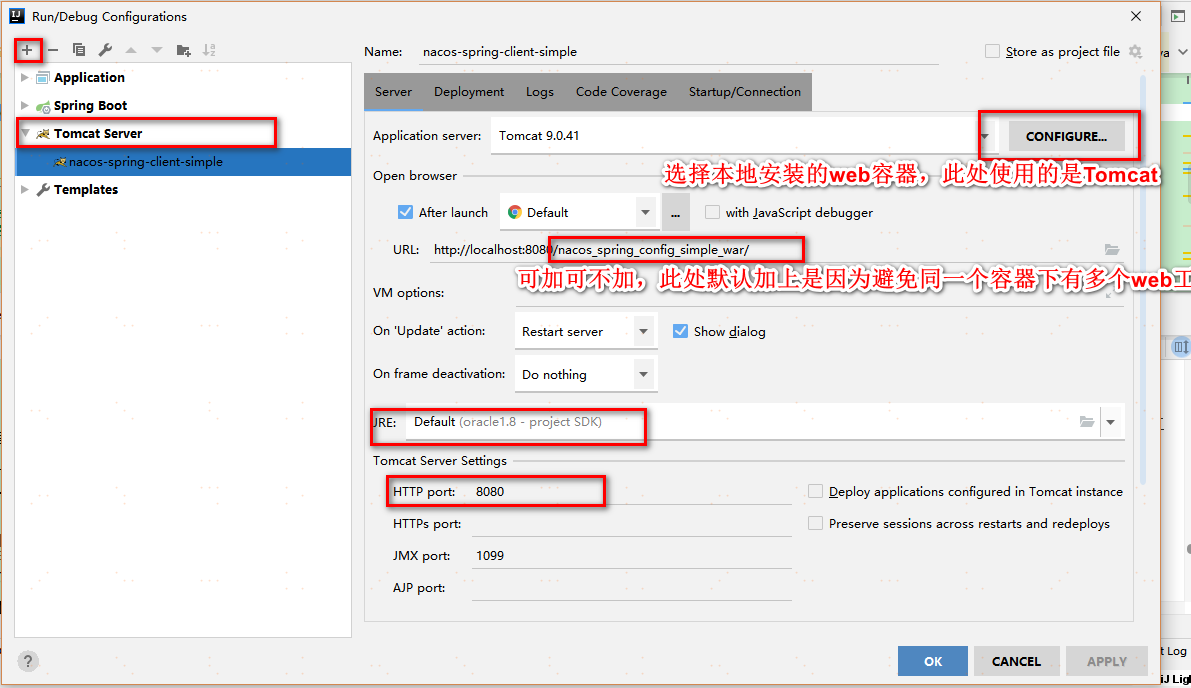 Run/Debug Configurations
Name: nacos-spring-client-simple
Store as project file
Application
Spring Boot
Tomcat Server
nacos-spring-client-simple
Templates
Server Deployment Logs Code Coverage Startup/Connection
Application server: Tomcat 9.0.41 CONFIGURE...
选择本地安装的web容器，此处使用的是Tomcat
Open browser
After launch Default ... with JavaScript debugger
URL: http://localhost:8080/nacos_spring_config_simple_war/
可加可不加，此处默认加上是因为避免同一个容器下有多个web工
VM options:
On 'Update' action: Restart server Show dialog
On frame deactivation: Do nothing
JRE: Default (oracle1.8 - project SDK)
Tomcat Server Settings
HTTP port: 8080 Deploy applications configured in Tomcat instance
HTTPs port: Preserve sessions across restarts and redeploys
JMX port: 1099
AJP port:
? OK CANCEL APPLY
t Log
iJ Ligh